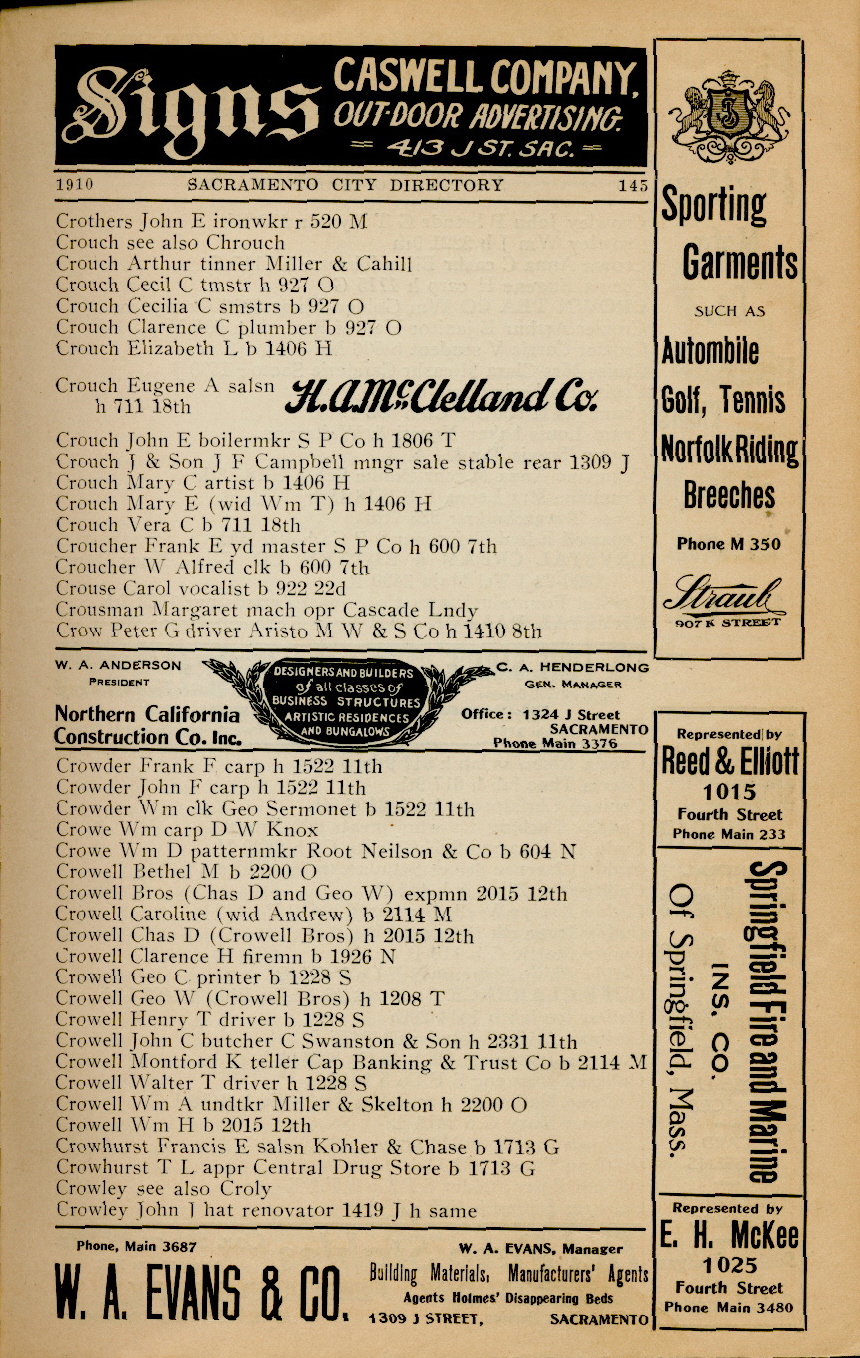 Signs
CASWELL COMPANY,
OUT-DOOR ADVERTISING.
= 413 J ST. SAC. =
1910 SACRAMENTO CITY DIRECTORY 145
Crothers John E ironwkr r 520 M
Crouch see also Chrouch
Crouch Arthur tinner Miller & Cahill
Crouch Cecil C tmstr h 927 O
Crouch Cecilia C smstrs b 927 O
Crouch Clarence C plumber b 927 O
Crouch Elizabeth L b 1406 H
Crouch Eugene A salsn H. A. McClelland Co.
h 711 18th
Crouch John E boilermkr S P Co h 1806 T
Crouch J & Son J F Campbell mngr sale stable rear 1309 J
Crouch Mary C artist b 1406 H
Crouch Mary E (wid Wm T) h 1406 H
Crouch Vera C b 711 18th
Croucher Frank E yd master S P Co h 600 7th
Croucher W Alfred clk b 600 7th
Crouse Carol vocalist b 922 22d
Crousman Margaret mach opr Cascade Lndy
Crow Peter G driver Aristo M W & S Co h 1410 8th
W. A. ANDERSON
PRESIDENT
Northern California
Construction Co. Inc.
DESIGNERS AND BUILDERS
of all classes of
BUSINESS STRUCTURES
ARTISTIC RESIDENCES
AND BUNGALOWS
C. A. HENDERLONG
GEN. MANAGER
Office: 1324 J Street
SACRAMENTO
Phone Main 3376
Crowder Frank F carp h 1522 11th
Crowder John F carp h 1522 11th
Crowder Wm clk Geo Sermonet b 1522 11th
Crowe Wm carp D W Knox
Crowe Wm D patternmkr Root Neilson & Co b 604 N
Crowell Bethel M b 2200 O
Crowell Bros (Chas D and Geo W) expmn 2015 12th
Crowell Caroline (wid Andrew) b 2114 M
Crowell Chas D (Crowell Bros) h 2015 12th
Crowell Clarence H firemn b 1926 N
Crowell Geo C printer b 1228 S
Crowell Geo W (Crowell Bros) h 1208 T
Crowell Henry T driver b 1228 S
Crowell John C butcher C Swanston & Son h 2331 11th
Crowell Montford K teller Cap Banking & Trust Co b 2114 M
Crowell Walter T driver h 1228 S
Crowell Wm A undtkr Miller & Skelton h 2200 O
Crowell Wm H b 2015 12th
Crowhurst Francis E salsn Kohler & Chase b 1713 G
Crowhurst T L appr Central Drug Store b 1713 G
Crowley see also Croly
Crowley John J hat renovator 1419 J h same
Phone, Main 3687
W. A. EVANS & CO.
W. A. EVANS, Manager
Building Materials, Manufacturers' Agents
Agents Holmes' Disappearing Beds
1309 J STREET, SACRAMENTO
Sporting
Garments
SUCH AS
Autombile
Golf, Tennis
Norfolk Riding
Breeches
Phone M 350
Straub
907 K STREET
Represented by
Reed & Elliott
1015
Fourth Street
Phone Main 233
Springfield Fire and Marine
INS. CO.
Of Springfield, Mass.
Represented by
E. H. McKee
1025
Fourth Street
Phone Main 3480